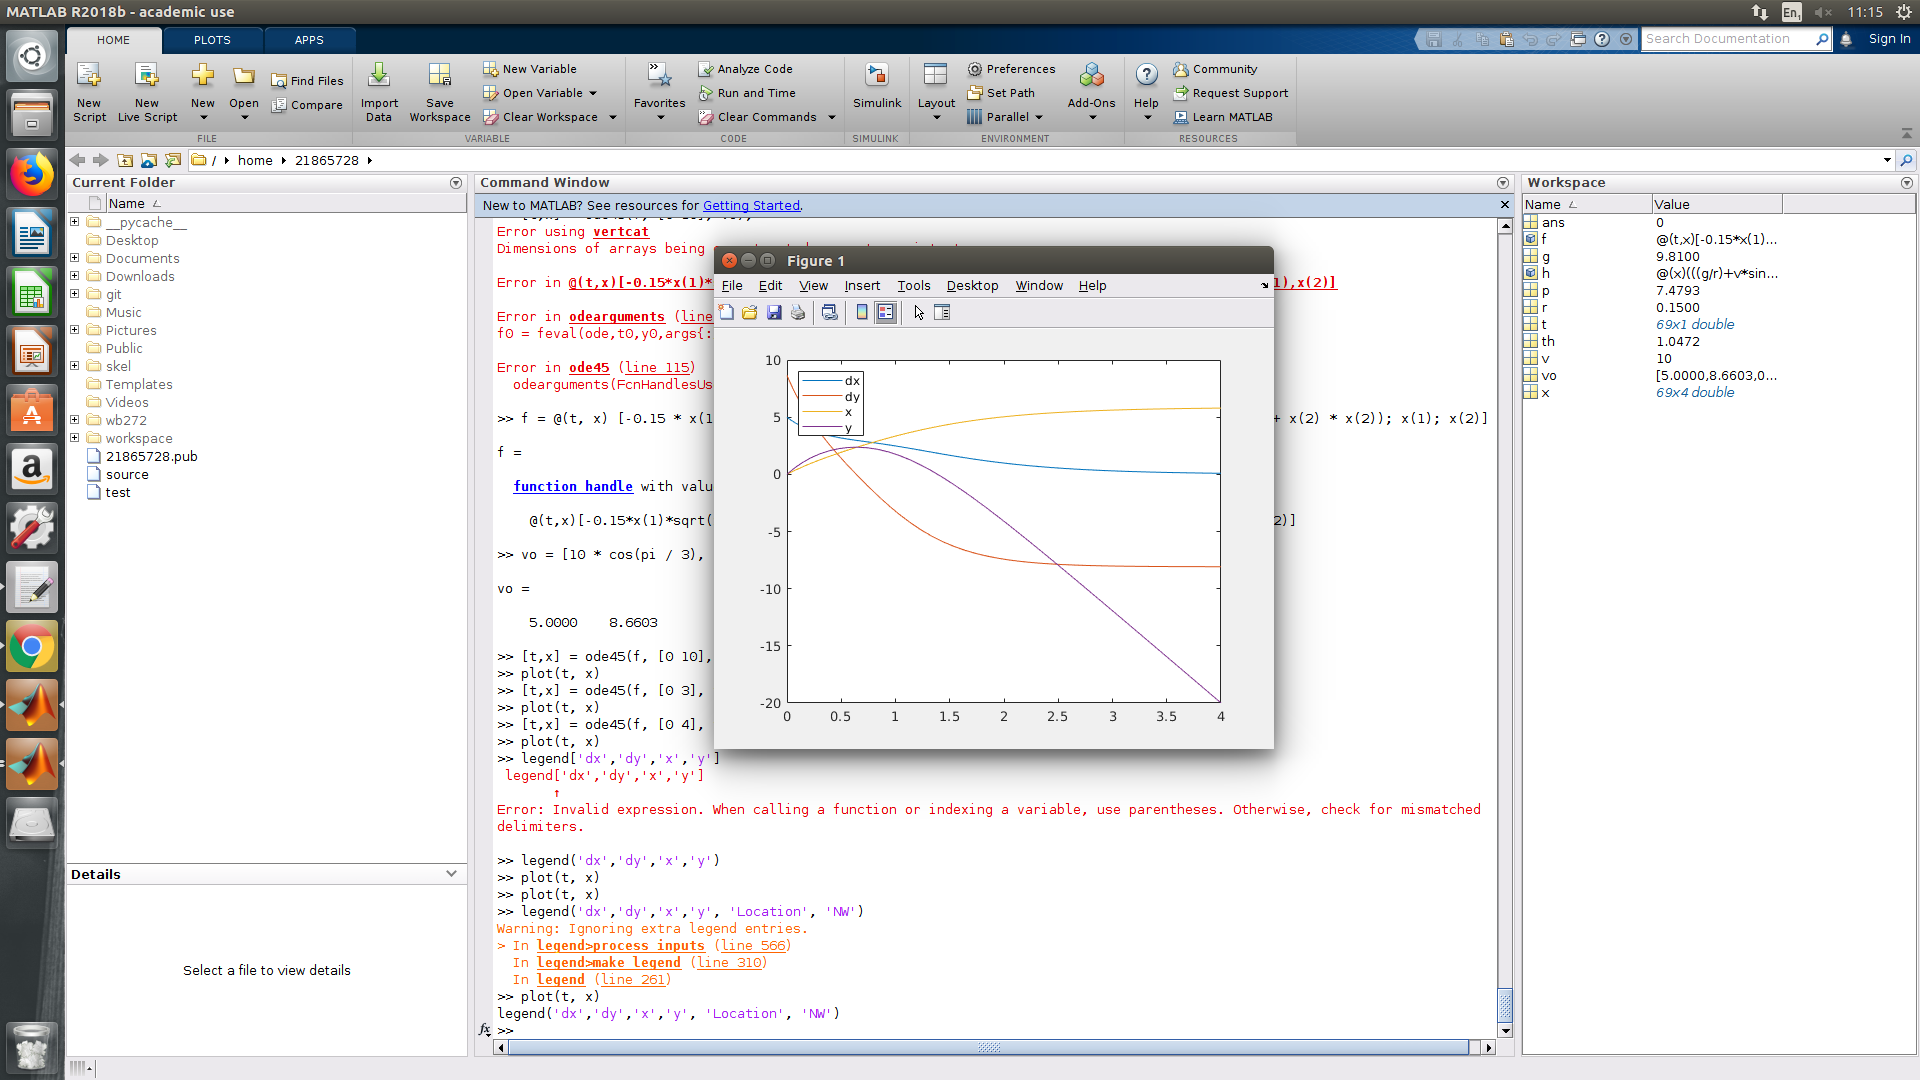 MATLAB R2018b - academic use
En1
11:15
HOME
PLOTS
APPS
Search Documentation
Sign In
New Script
New Live Script
New
Open
Find Files
Compare
FILE
Import Data
Save Workspace
New Variable
Open Variable
Clear Workspace
VARIABLE
Favorites
Analyze Code
Run and Time
Clear Commands
CODE
Simulink
SIMULINK
Layout
Preferences
Set Path
Parallel
Add-Ons
ENVIRONMENT
Help
Community
Request Support
Learn MATLAB
RESOURCES
/
home
21865728
Current Folder
Name
__pycache__
Desktop
Documents
Downloads
git
Music
Pictures
Public
skel
Templates
Videos
wb272
workspace
21865728.pub
source
test
Details
Select a file to view details
Command Window
New to MATLAB? See resources for Getting Started.
Error using vertcat
Dimensions of arrays being
Error in @(t,x)[-0.15*x(1)*
1),x(2)]
Error in odearguments (line
f0 = feval(ode,t0,y0,args{:
Error in ode45 (line 115)
odearguments(FcnHandlesUs
>> f = @(t, x) [-0.15 * x(1
+ x(2) * x(2)); x(1); x(2)]
f =
function handle with valu
@(t,x)[-0.15*x(1)*sqrt(
2)]
>> vo = [10 * cos(pi / 3),
vo =
5.0000 8.6603
>> [t,x] = ode45(f, [0 10],
>> plot(t, x)
>> [t,x] = ode45(f, [0 3],
>> plot(t, x)
>> [t,x] = ode45(f, [0 4],
>> plot(t, x)
>> legend['dx','dy','x','y']
legend['dx','dy','x','y']
↑
Error: Invalid expression. When calling a function or indexing a variable, use parentheses. Otherwise, check for mismatched
delimiters.
>> legend('dx','dy','x','y')
>> plot(t, x)
>> plot(t, x)
>> legend('dx','dy','x','y', 'Location', 'NW')
Warning: Ignoring extra legend entries.
> In legend>process_inputs (line 566)
In legend>make_legend (line 310)
In legend (line 261)
>> plot(t, x)
legend('dx','dy','x','y', 'Location', 'NW')
fx >>
Figure 1
File Edit View Insert Tools Desktop Window Help
10
5
0
-5
-10
-15
-20
0 0.5 1 1.5 2 2.5 3 3.5 4
dx
dy
x
y
Workspace
Name Value
ans 0
f @(t,x)[-0.15*x(1)...
g 9.8100
h @(x)(((g/r)+v*sin...
p 7.4793
r 0.1500
t 69x1 double
th 1.0472
v 10
vo [5.0000,8.6603,0...
x 69x4 double